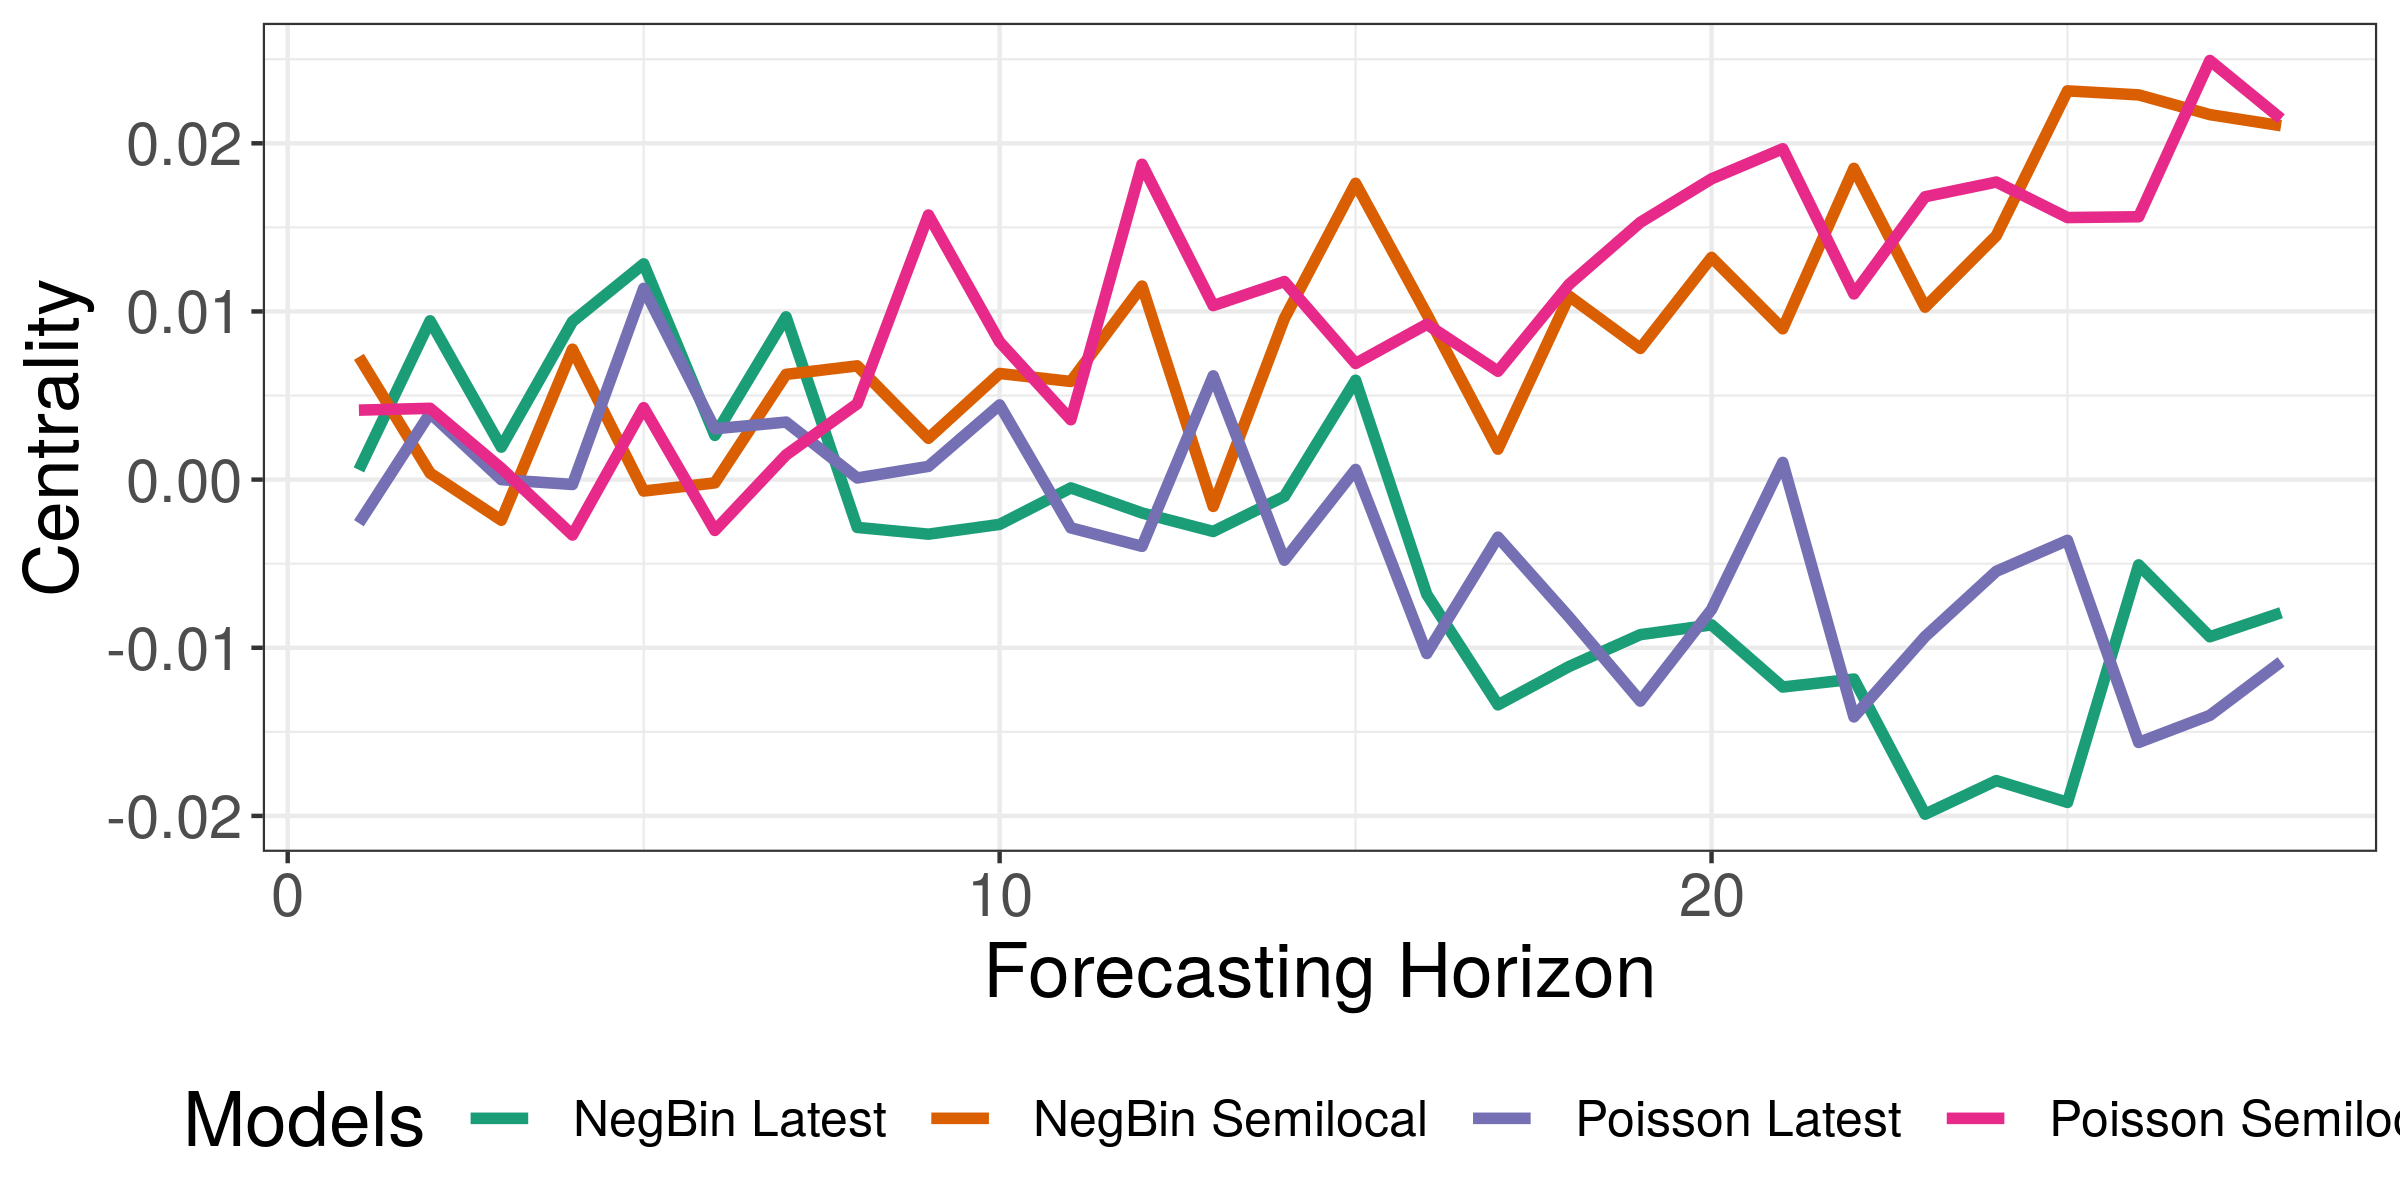 Centrality
0.02
0.01
0.00
-0.01
-0.02
0 10 20
Forecasting Horizon
Models NegBin Latest NegBin Semilocal Poisson Latest Poisson